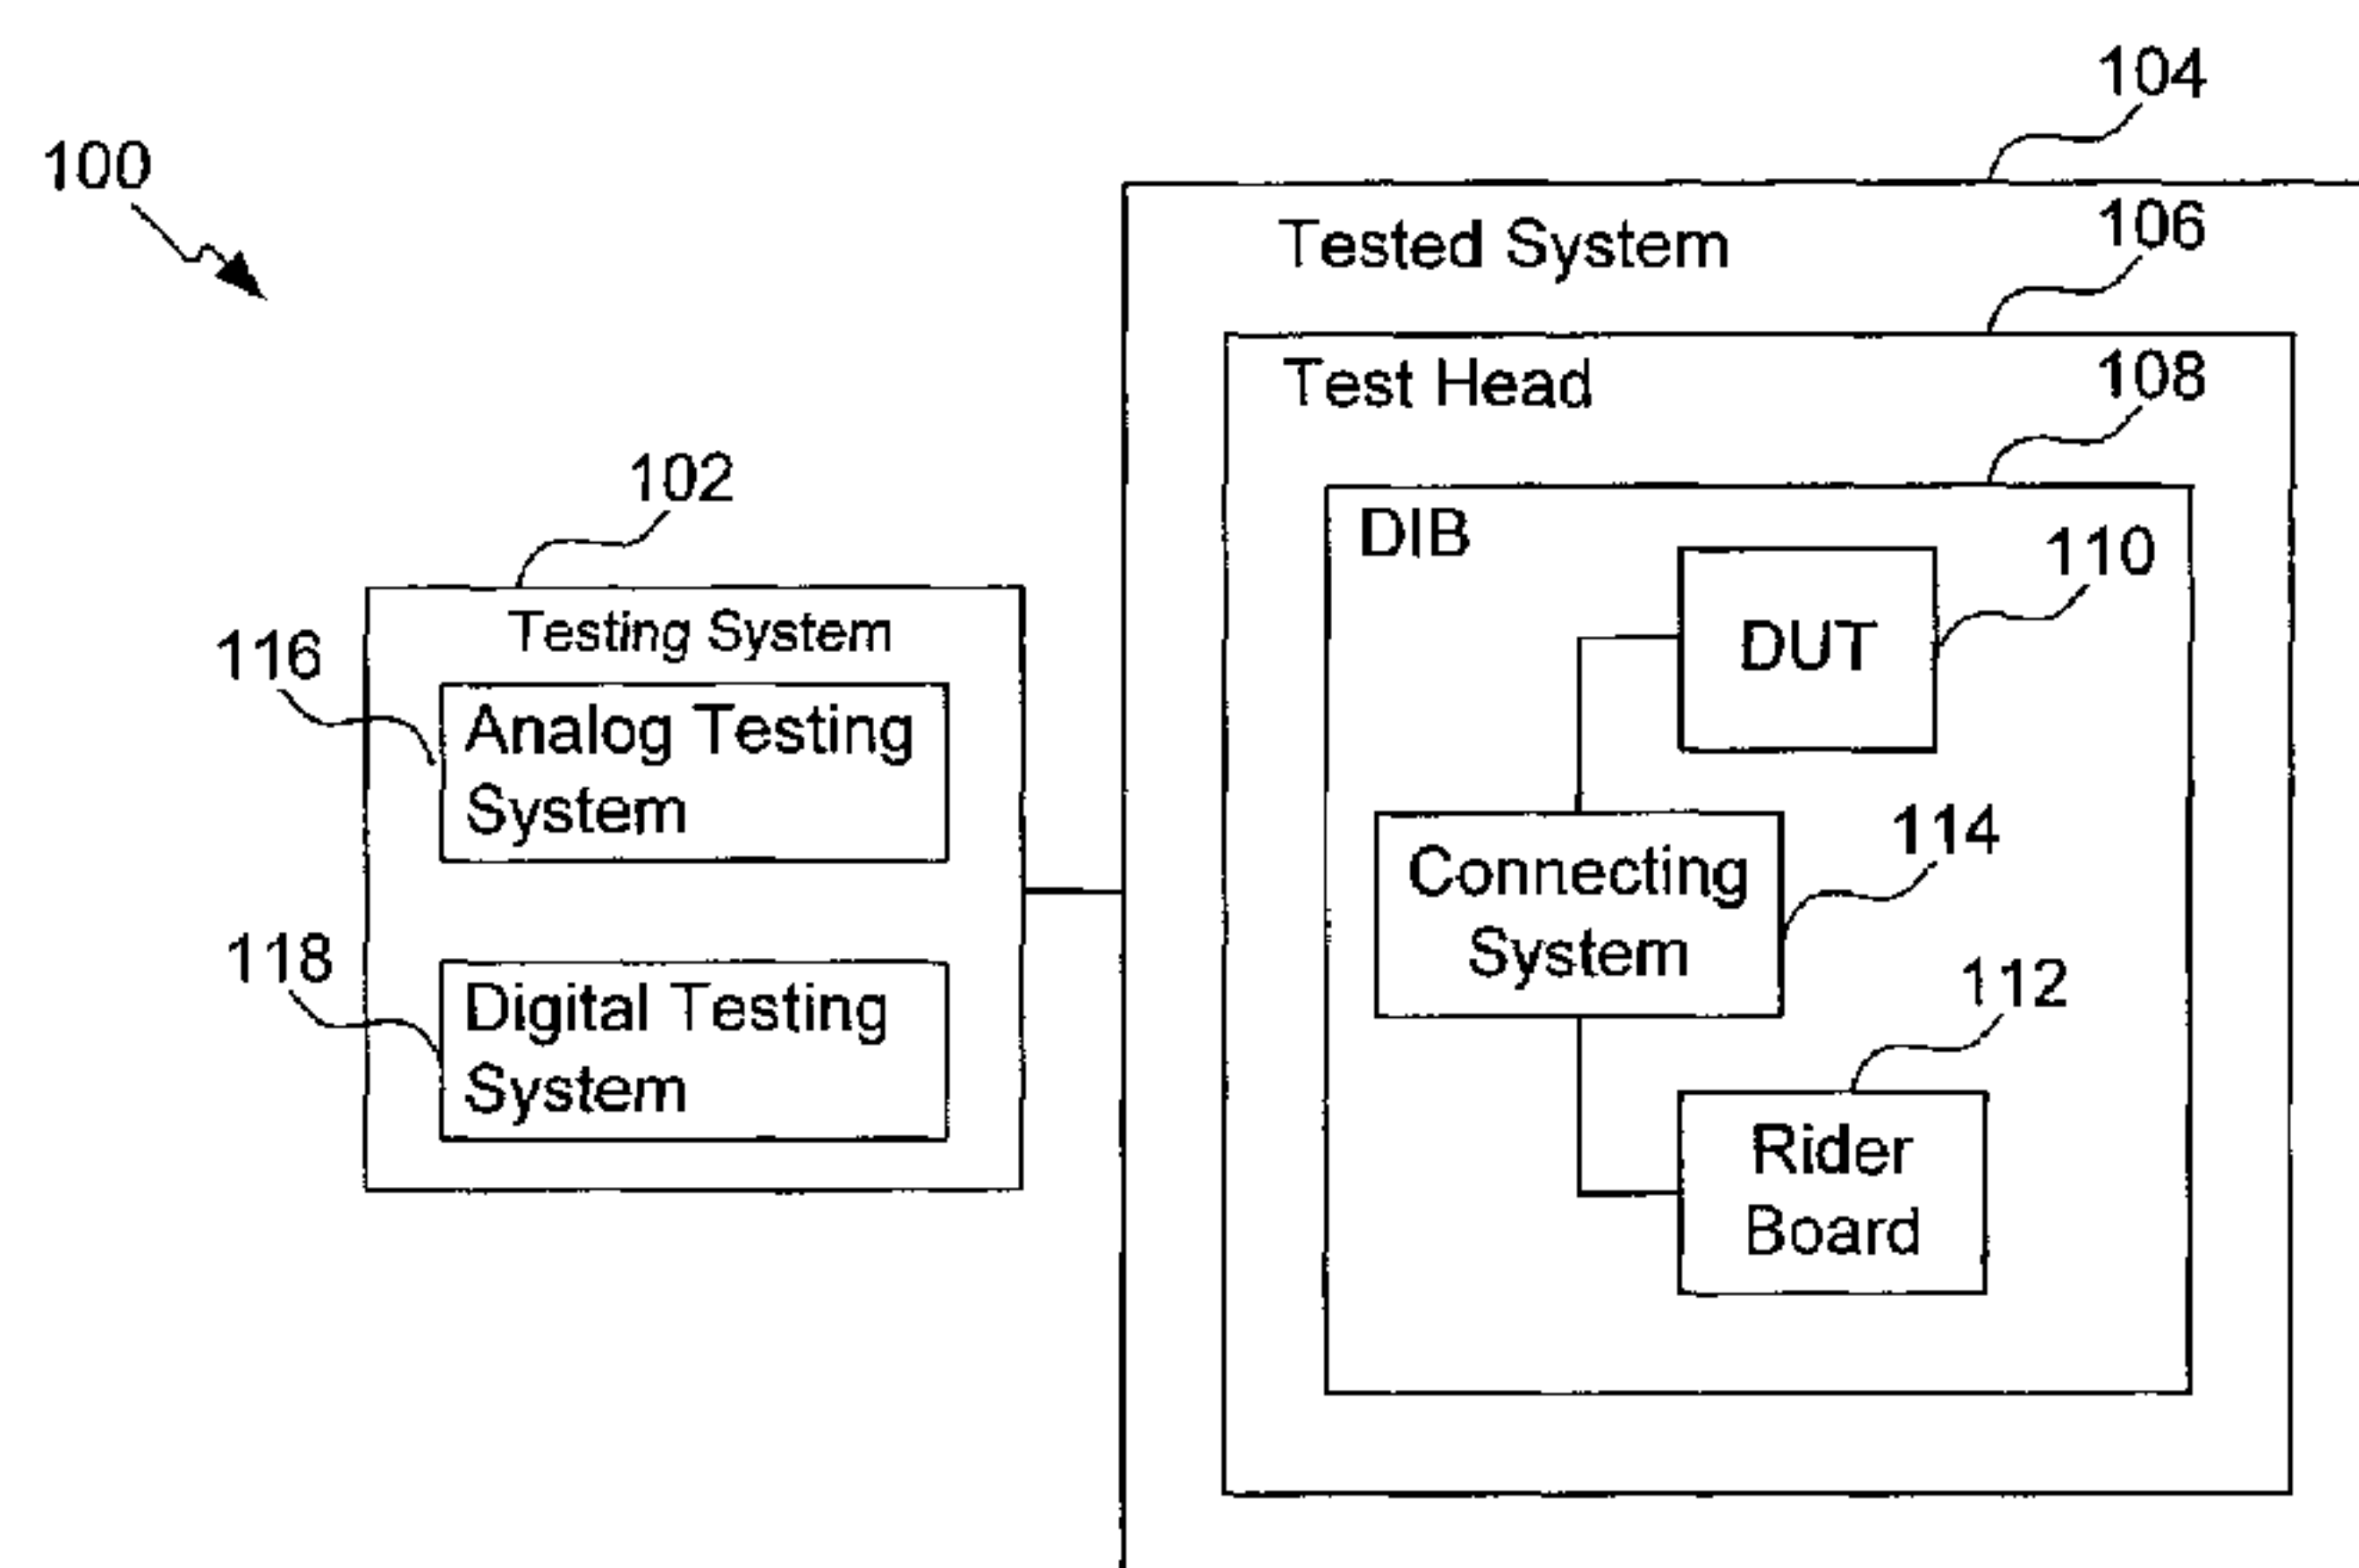 104
100
Tested System
106
Test Head
108
102
DIB
110
Testing System
DUT
116
Analog Testing
System
114
Connecting
System
118
112
Digital Testing
System
Rider
Board